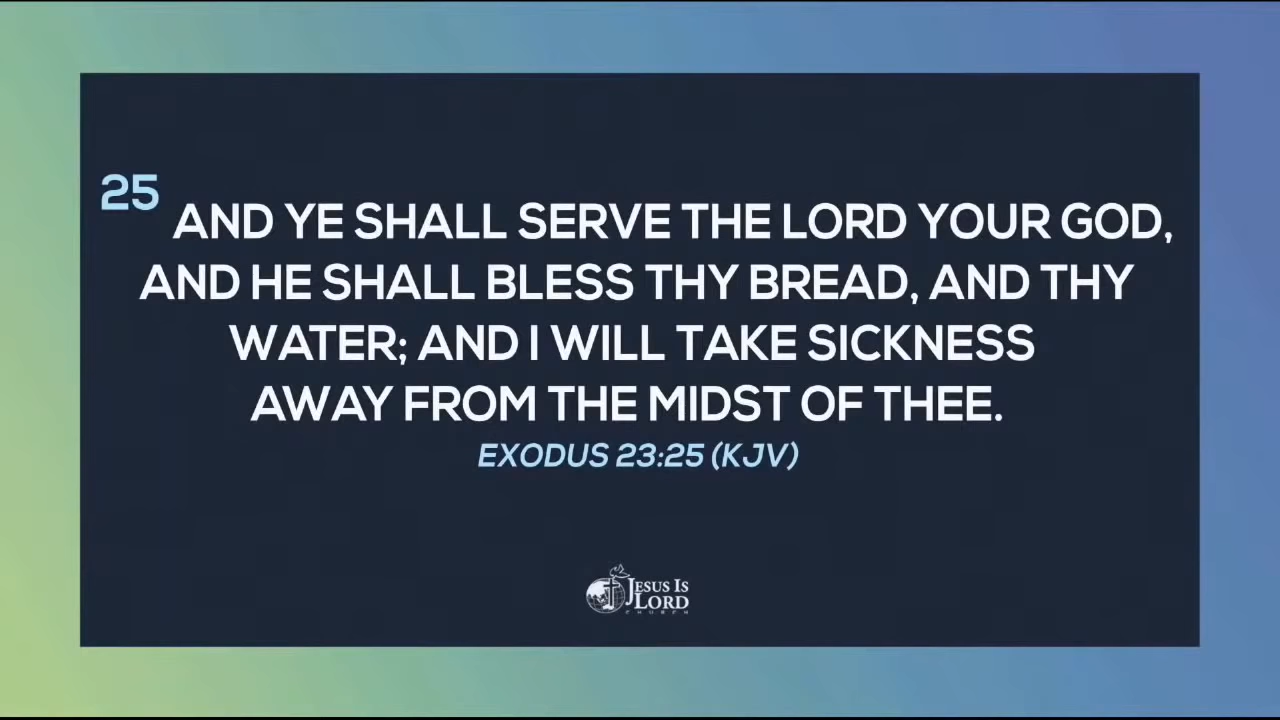 25 AND YE SHALL SERVE THE LORD YOUR GOD,
AND HE SHALL BLESS THY BREAD, AND THY
WATER; AND I WILL TAKE SICKNESS
AWAY FROM THE MIDST OF THEE.
EXODUS 23:25 (KJV)
JESUS IS
LORD
CHURCH